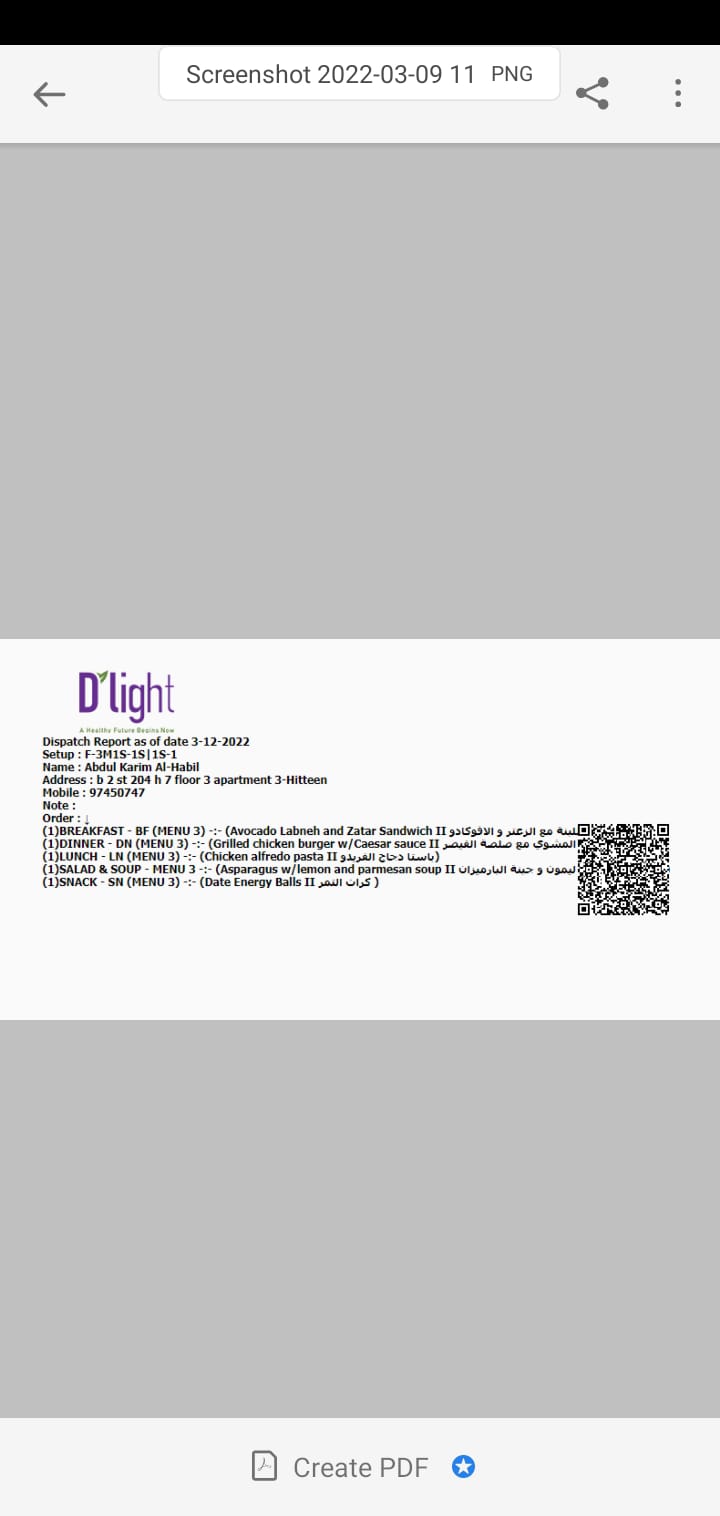 Screenshot 2022-03-09 11 PNG
D'light
A Healthy Future Begins Now
Dispatch Report as of date 3-12-2022
Setup : F-3M1S-1S|1S-1
Name : Abdul Karim Al-Habil
Address : b 2 st 204 h 7 floor 3 apartment 3-Hitteen
Mobile : 97450747
Note :
Order : ↓
(1)BREAKFAST - BF (MENU 3) -:- (Avocado Labneh and Zatar Sandwich II لبنة مع الزعتر و الافوكادو
(1)DINNER - DN (MENU 3) -:- (Grilled chicken burger w/Caesar sauce II المشوي مع صلصة القيصر
(1)LUNCH - LN (MENU 3) -:- (Chicken alfredo pasta II باستا دجاج الفريدو)
(1)SALAD & SOUP - MENU 3 -:- (Asparagus w/lemon and parmesan soup II ليمون و جبنة البارميزان
(1)SNACK - SN (MENU 3) -:- (Date Energy Balls II كرات التمر )
Create PDF